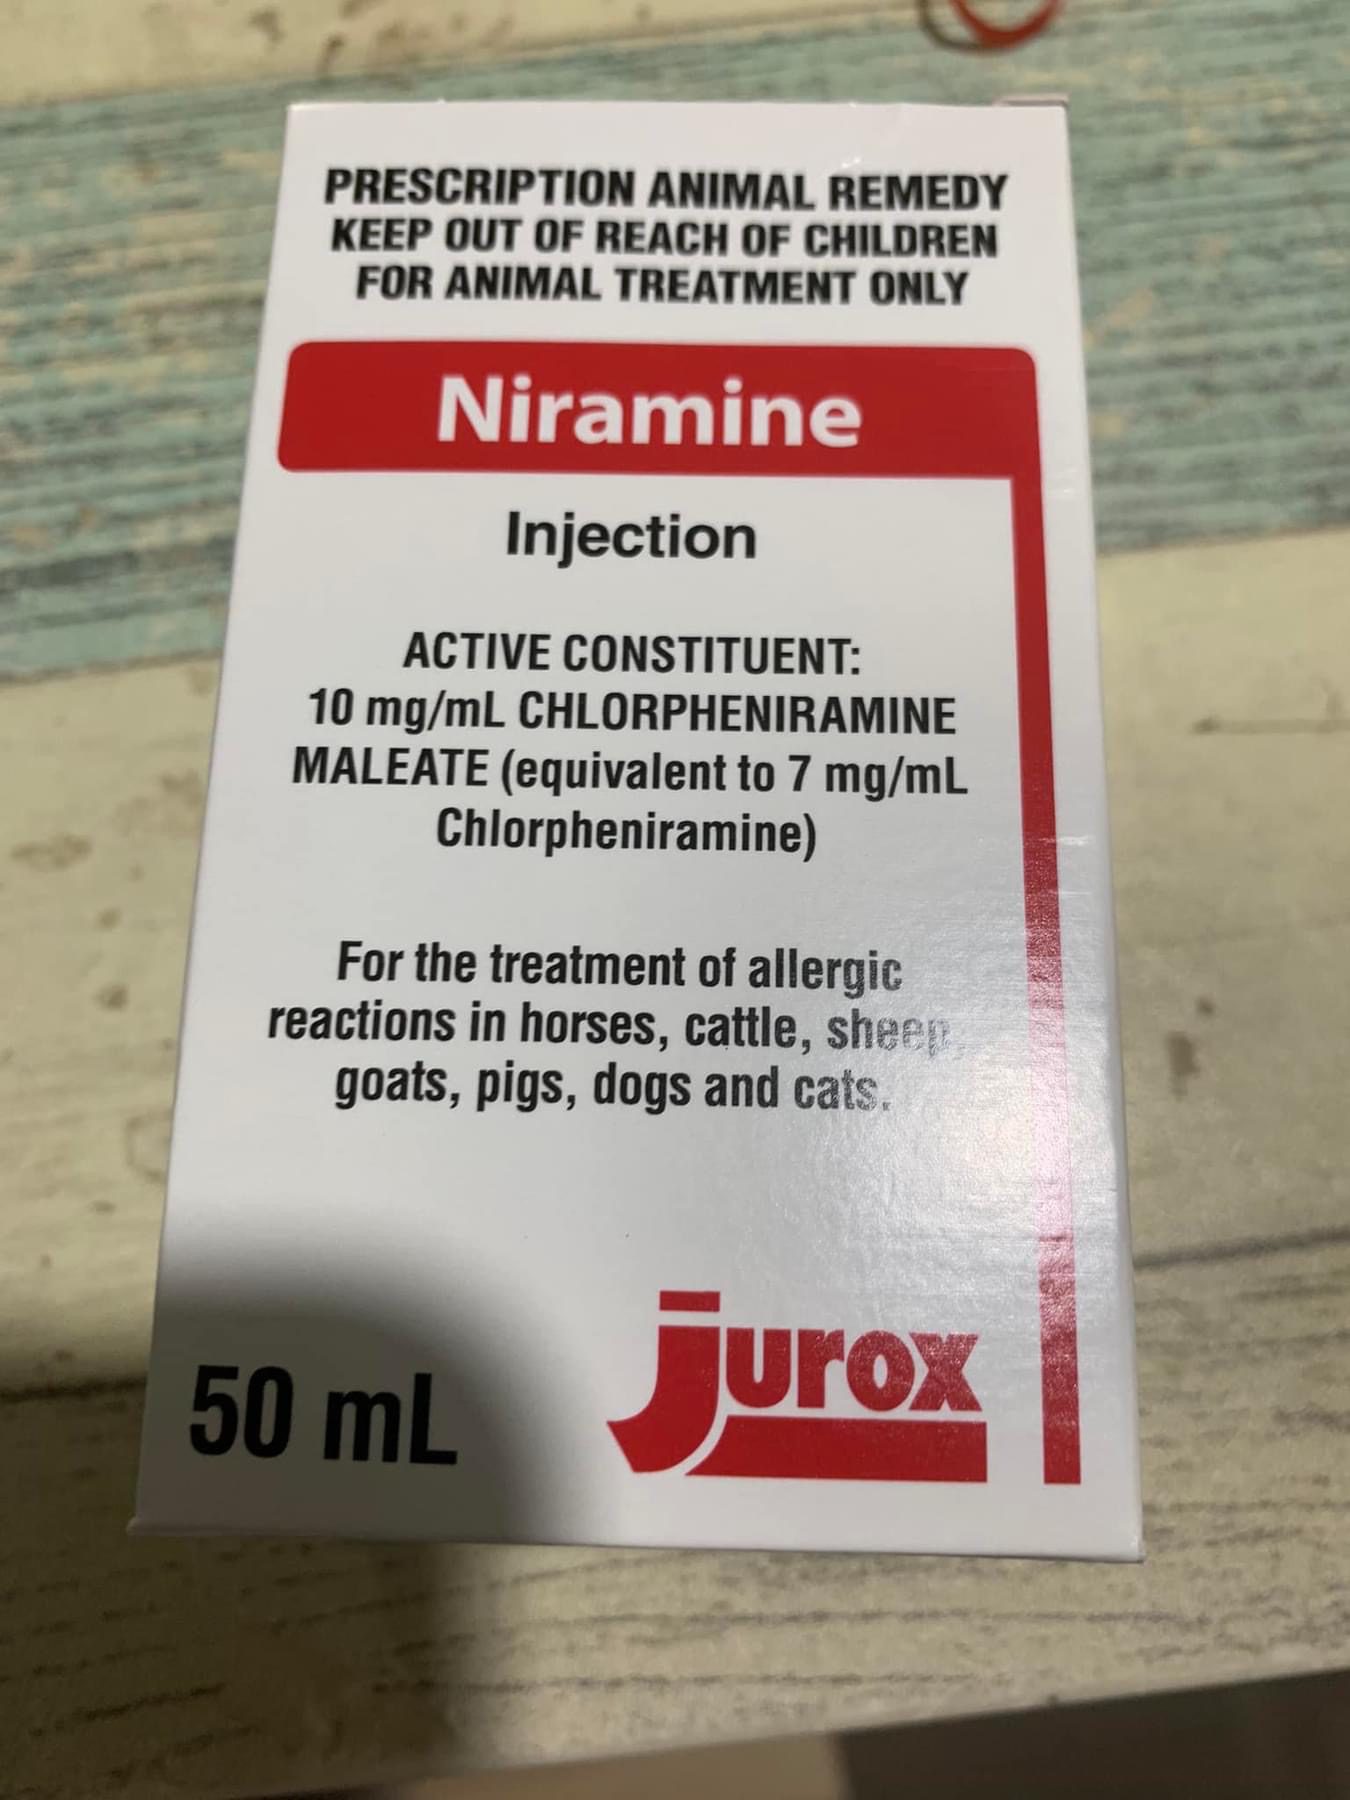 PRESCRIPTION ANIMAL REMEDY
KEEP OUT OF REACH OF CHILDREN
FOR ANIMAL TREATMENT ONLY
Niramine
Injection
ACTIVE CONSTITUENT:
10 mg/mL CHLORPHENIRAMINE
MALEATE (equivalent to 7 mg/mL
Chlorpheniramine)
For the treatment of allergic
reactions in horses, cattle, sheep,
goats, pigs, dogs and cats.
50 mL
jurox